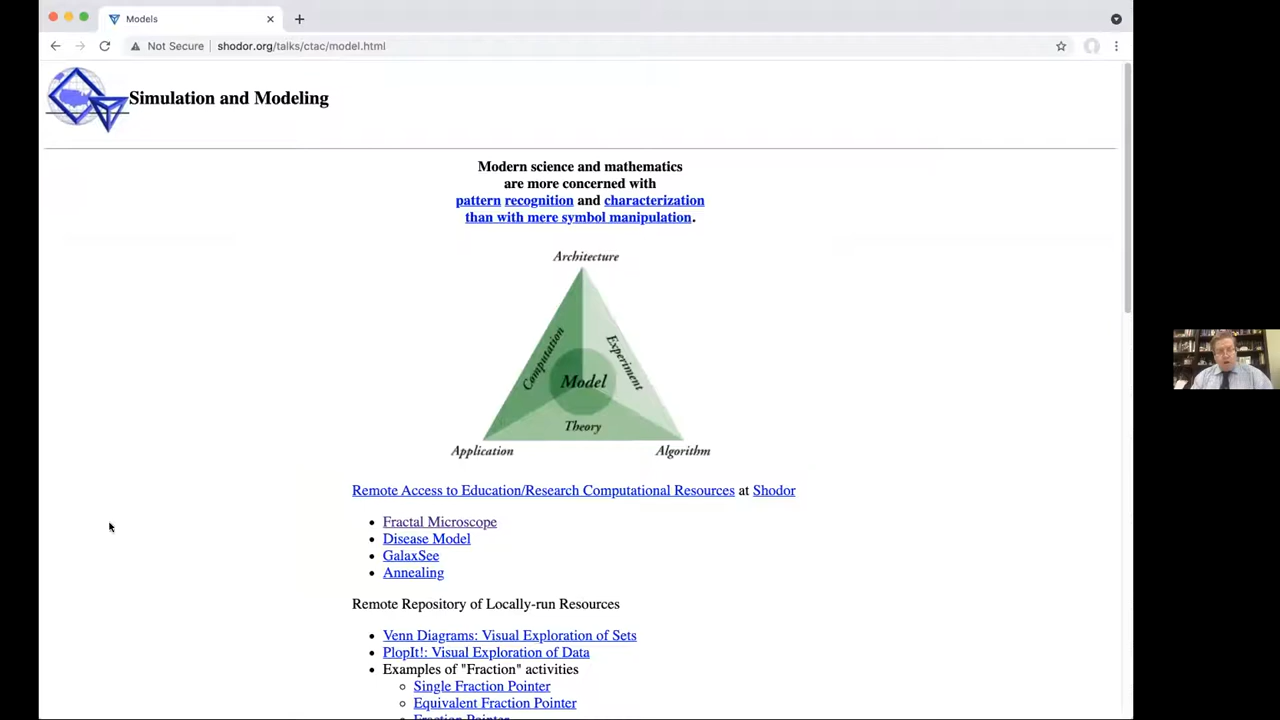 Models
Not Secure
shodor.org/talks/ctac/model.html
Simulation and Modeling
Modern science and mathematics
are more concerned with
pattern recognition and characterization
than with mere symbol manipulation.
Architecture
Computation
Experiment
Model
Theory
Application
Algorithm
Remote Access to Education/Research Computational Resources at Shodor
• Fractal Microscope
• Disease Model
• GalaxSee
• Annealing
Remote Repository of Locally-run Resources
• Venn Diagrams: Visual Exploration of Sets
• PlopIt!: Visual Exploration of Data
• Examples of "Fraction" activities
○ Single Fraction Pointer
○ Equivalent Fraction Pointer
○ Fraction Pointer